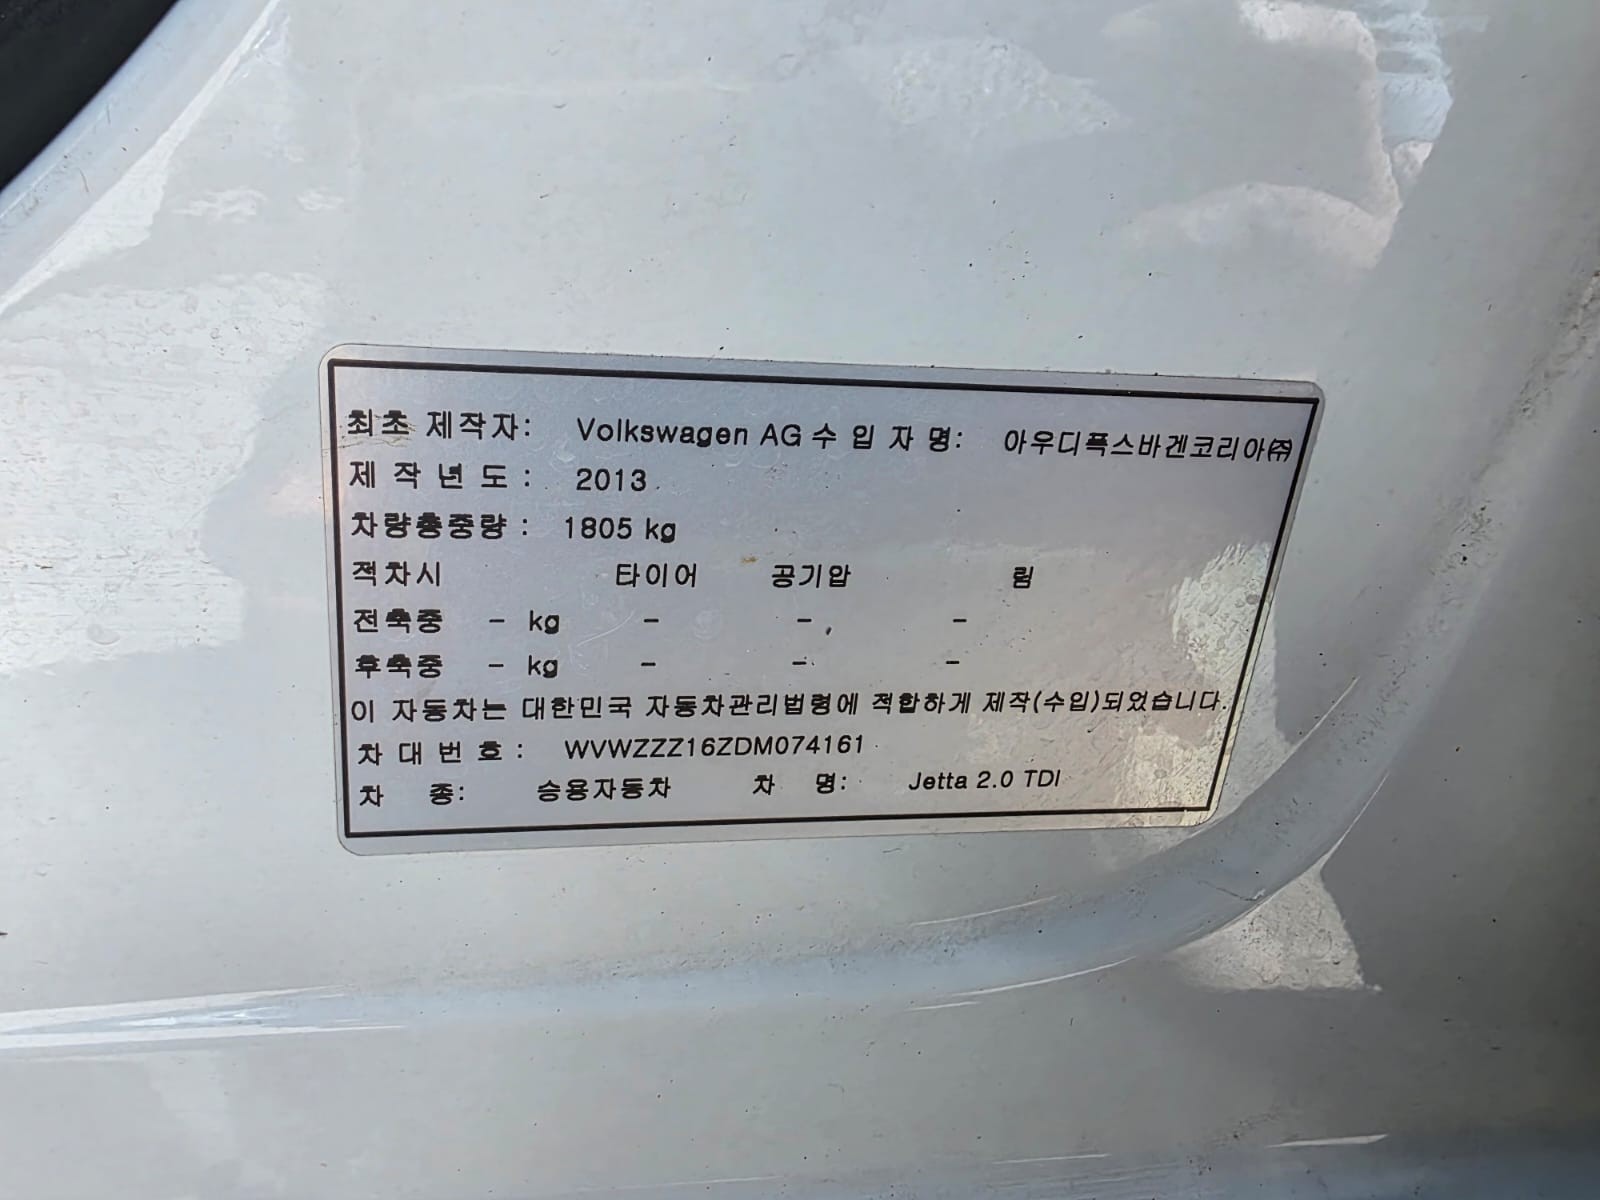 최초 제작자: Volkswagen AG 수 입 자 명: 아우디폭스바겐코리아㈜
제 작 년 도 : 2013
차량총중량 : 1805 kg
적차시 타이어 공기압 림
전축중 - kg - - -
후축중 - kg - - -
이 자동차는 대한민국 자동차관리법령에 적합하게 제작(수입)되었습니다.
차 대 번 호 : WVWZZZ16ZDM074161
차 종: 승용자동차 차 명: Jetta 2.0 TDI